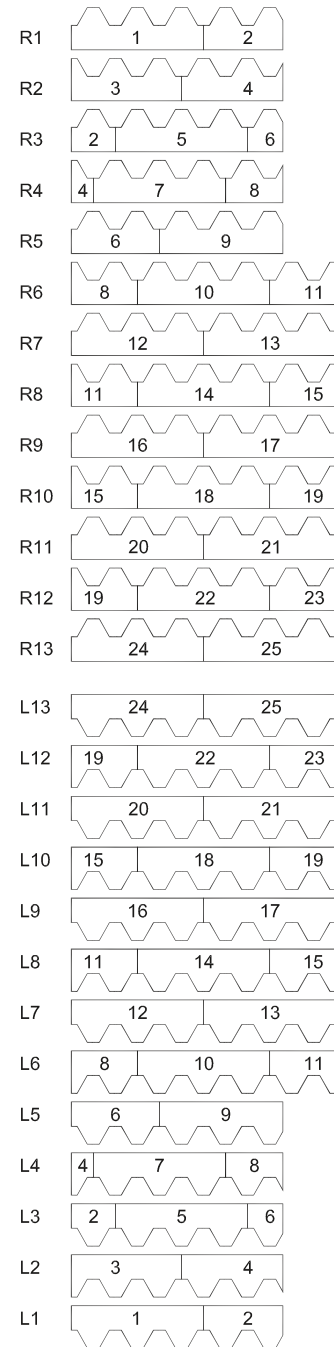 R1 1 2
R2 3 4
R3 2 5 6
R4 4 7 8
R5 6 9
R6 8 10 11
R7 12 13
R8 11 14 15
R9 16 17
R10 15 18 19
R11 20 21
R12 19 22 23
R13 24 25
L13 24 25
L12 19 22 23
L11 20 21
L10 15 18 19
L9 16 17
L8 11 14 15
L7 12 13
L6 8 10 11
L5 6 9
L4 4 7 8
L3 2 5 6
L2 3 4
L1 1 2